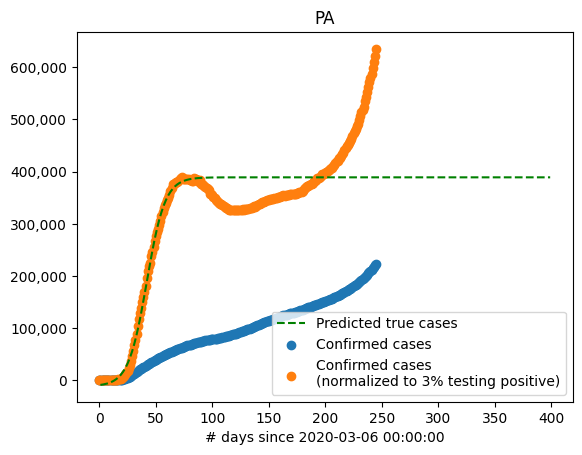 PA
600,000
500,000
400,000
300,000
200,000
100,000
0
Predicted true cases
Confirmed cases
Confirmed cases
(normalized to 3% testing positive)
0 50 100 150 200 250 300 350 400
# days since 2020-03-06 00:00:00